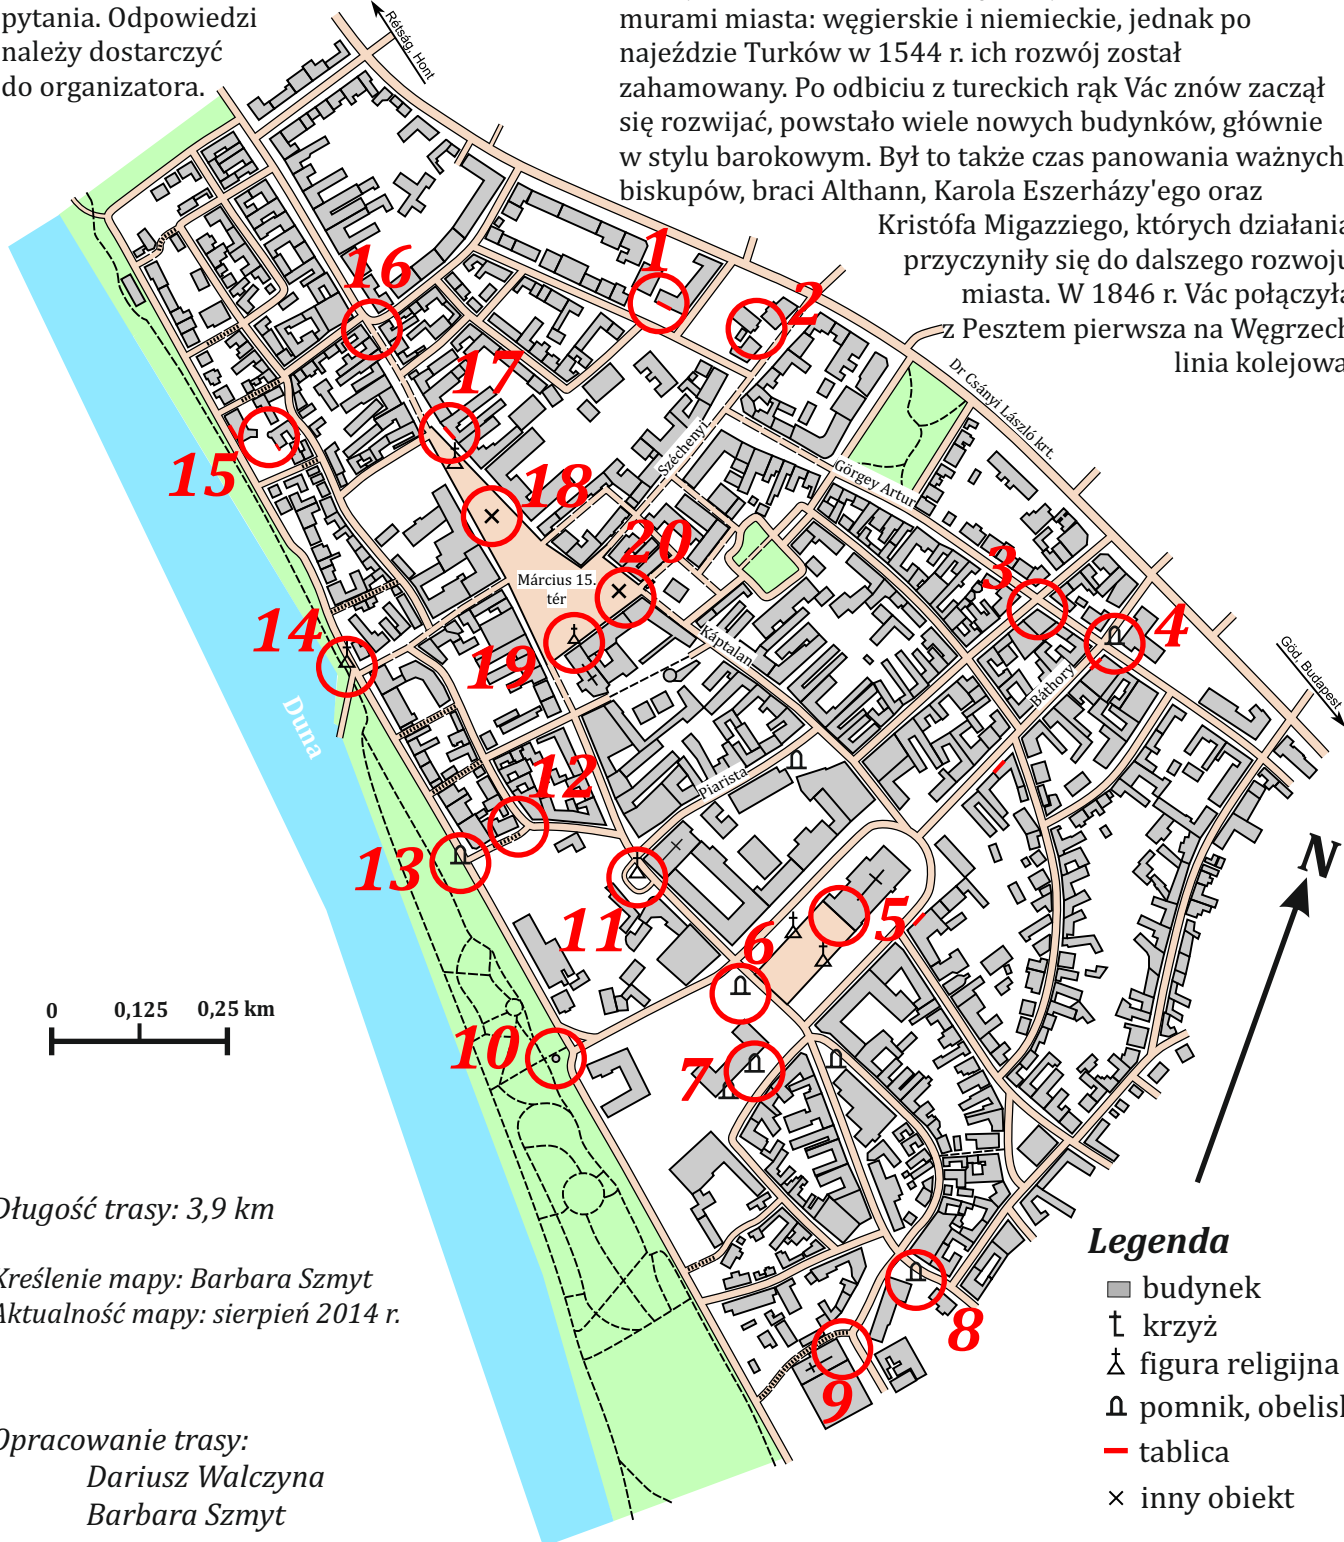 pytania. Odpowiedzi
należy dostarczyć
do organizatora.
murami miasta: węgierskie i niemieckie, jednak po
najeździe Turków w 1544 r. ich rozwój został
zahamowany. Po odbiciu z tureckich rąk Vác znów zaczął
się rozwijać, powstało wiele nowych budynków, głównie
w stylu barokowym. Był to także czas panowania ważnych
biskupów, braci Althann, Karola Eszerházy'ego oraz
Kristófa Migazziego, których działania
przyczyniły się do dalszego rozwoju
miasta. W 1846 r. Vác połączyła
z Pesztem pierwsza na Węgrzech
linia kolejowa
Rétság, Hont
1
2
16
17
15
18
20
Széchenyi
Görgey Artur
Dr Csányi László krt.
Március 15.
tér
3
4
14
19
Káptalan
Báthory
Göd, Budapest
Duna
12
Piarista
13
11
5
6
N
0 0,125 0,25 km
10
7
8
9
Długość trasy: 3,9 km
Kreślenie mapy: Barbara Szmyt
Aktualność mapy: sierpień 2014 r.
Opracowanie trasy:
Dariusz Walczyna
Barbara Szmyt
Legenda
budynek
krzyż
figura religijna
pomnik, obelisk
tablica
inny obiekt